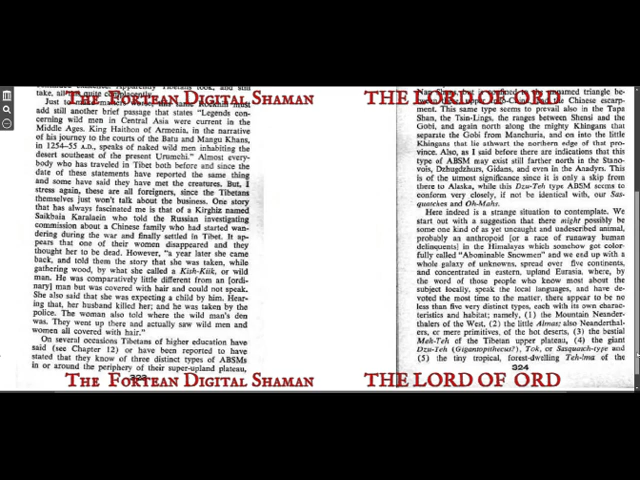 take, all
THE FORTEAN DIGITAL SHAMAN
Just to make matters worse, this same Rockhill must
add still another brief passage that states "Legends con-
cerning wild men in Central Asia were current in the
Middle Ages. King Haithon of Armenia, in the narrative
of his journey to the courts of the Batu and Mangu Khans,
in 1254–55 A.D., speaks of naked wild men inhabiting the
desert southeast of the present Urumchi." Almost every-
body who has traveled in Tibet both before and since the
date of these statements have reported the same thing
and some have said they have met the creatures. But, I
stress again, these are all foreigners, since the Tibetans
themselves just won't talk about the business. One story
that has always fascinated me is that of a Kirghiz named
Saikbaia Karalaein who told the Russian investigating
commission about a Chinese family who had started wan-
dering during the war and finally settled in Tibet. It ap-
pears that one of their women disappeared and they
thought her to be dead. However, "a year later she came
back, and told them the story that she was taken, while
gathering wood, by what she called a Kish-Kiik, or wild
man. He was comparatively little different from an [ordi-
nary] man but was covered with hair and could not speak.
She also said that she was expecting a child by him. Hear-
ing that, her husband killed her; and he was taken by the
police. The woman also told where the wild man's den
was. They went up there and actually saw wild men and
women all covered with hair."
On several occasions Tibetans of higher education have
said (see Chapter 12) or have been reported to have
stated that they know of three distinct types of ABSMs
in or around the periphery of their super-upland plateau,
323
THE FORTEAN DIGITAL SHAMAN
THE LORD OF ORD
ment. This same type seems to prevail also in the Tapa
Shan, the Tsin-Lings, the ranges between Shensi and the
Gobi, and again north along the mighty Khingans that
separate the Gobi from Manchuria, and on into the little
Khingans that lie athwart the northern edge of that pro-
vince. Also, as I said before there are indications that this
type of ABSM may exist still farther north in the Stano-
vois, Dzhugdzhurs, Gidans, and even in the Anadyrs. This
is of the utmost significance since it is only a skip from
there to Alaska, while this Dzu-Teh type ABSM seems to
conform very closely, if not be identical with, our Sas-
quatches and Oh-Mahs.
Here indeed is a strange situation to contemplate. We
start out with a suggestion that there might possibly be
some one kind of as yet uncaught and undescribed animal,
probably an anthropoid (or a race of runaway human
delinquents) in the Himalayas which somehow got color-
fully called "Abominable Snowmen" and we end up with a
whole galaxy of unknowns, spread over five continents,
and concentrated in eastern, upland Eurasia, where, by
the word of those people who know most about the
subject locally, speak the local languages, and have de-
voted the most time to the matter, there appear to be no
less than five very distinct types, each with its own charac-
teristics and habitat; namely, (1) the Mountain Neander-
thalers of the West, (2) the little Almas; also Neanderthal-
ers, or mere primitives, of the hot deserts, (3) the bestial
Meh-Teh of the Tibetan upper plateau, (4) the giant
Dzu-Teh (Gigantopithecus?), Tok, or Sasquatch-type and
(5) the tiny tropical, forest-dwelling Teh-lma of the
324
THE LORD OF ORD